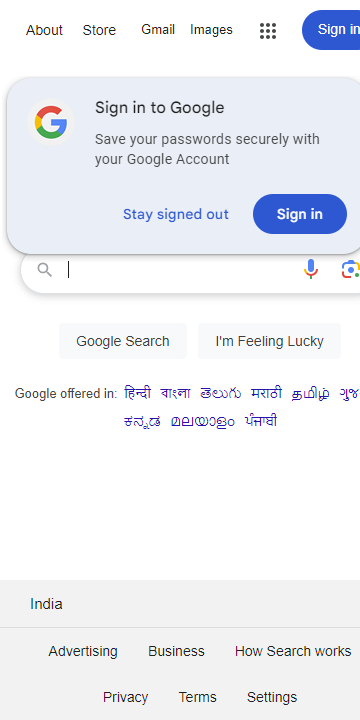 About Store Gmail Images Sign in
Sign in to Google
Save your passwords securely with
your Google Account
Stay signed out Sign in
Google Search I'm Feeling Lucky
Google offered in: हिन्दी বাংলা తెలుగు मराठी தமிழ்
ಕನ್ನಡ മലയാളം ਪੰਜਾਬੀ
India
Advertising Business How Search works
Privacy Terms Settings